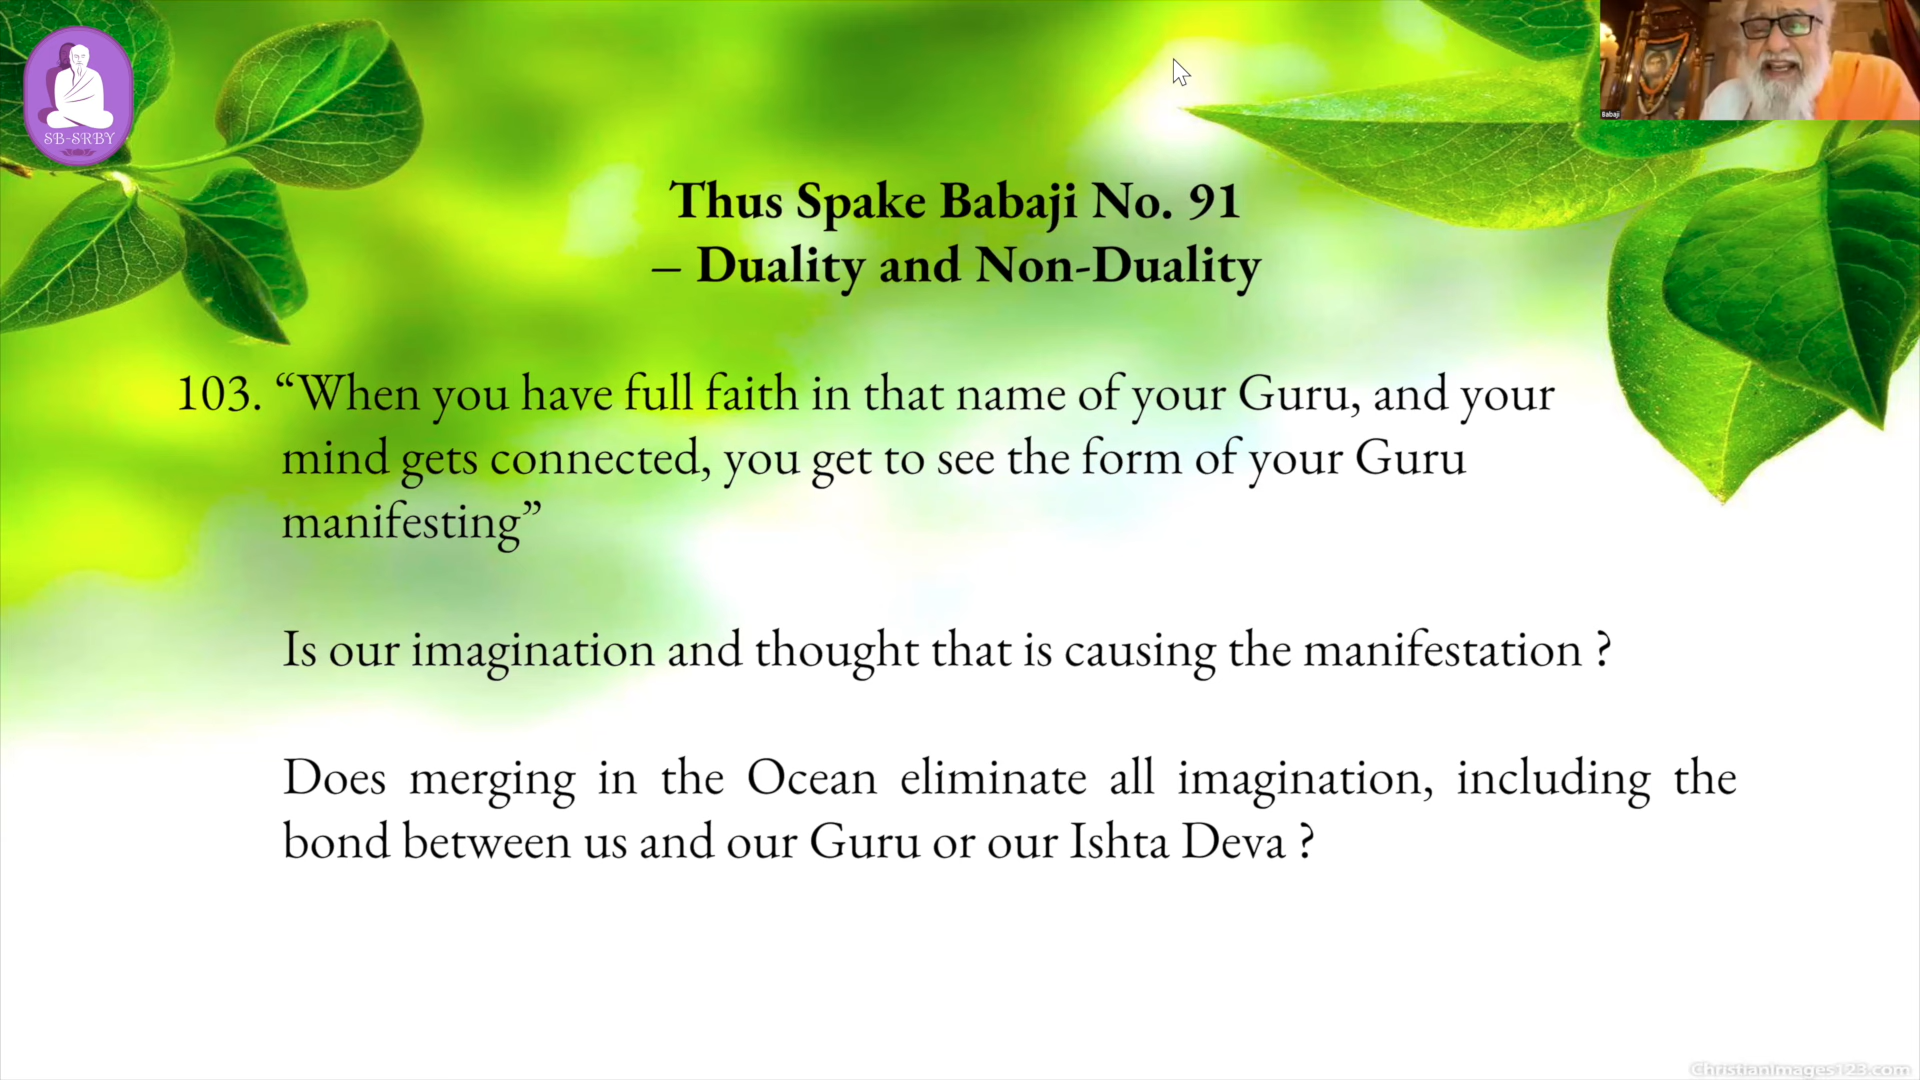 SB-SRBY
Babaji
Thus Spake Babaji No. 91
– Duality and Non-Duality
103. “When you have full faith in that name of your Guru, and your
mind gets connected, you get to see the form of your Guru
manifesting”
Is our imagination and thought that is causing the manifestation ?
Does merging in the Ocean eliminate all imagination, including the
bond between us and our Guru or our Ishta Deva ?
ChristianImages123.com